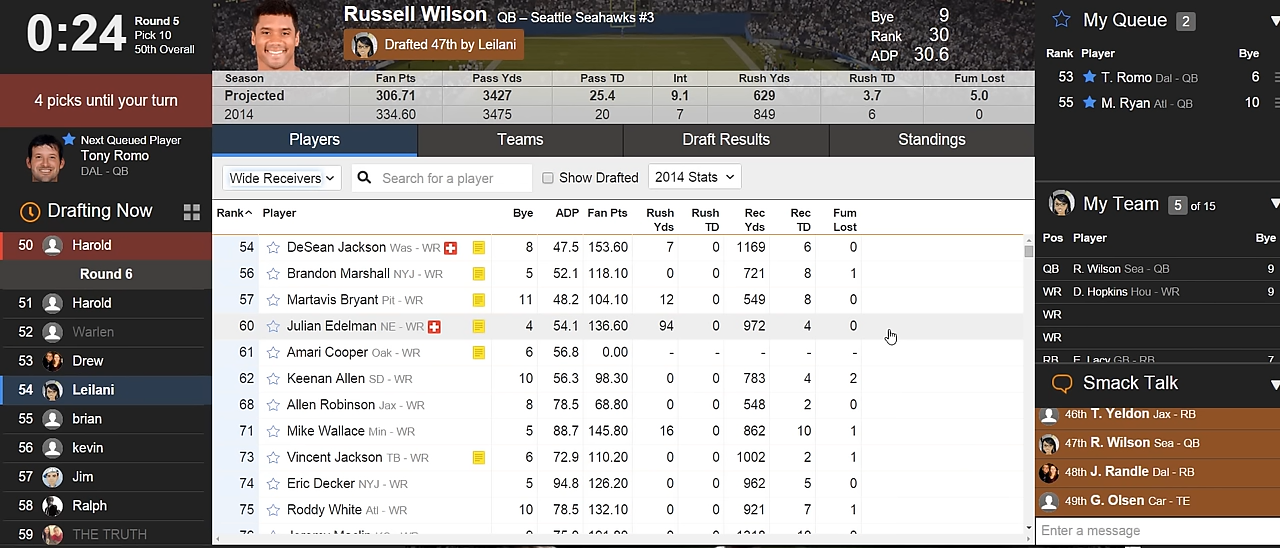 0:24
Round 5
Pick 10
50th Overall
4 picks until your turn
Next Queued Player
Tony Romo
DAL - QB
Drafting Now
50 Harold
Round 6
51 Harold
52 Warlen
53 Drew
54 Leilani
55 brian
56 kevin
57 Jim
58 Ralph
59 THE TRUTH
Russell Wilson QB – Seattle Seahawks #3
Drafted 47th by Leilani
Bye 9
Rank 30
ADP 30.6
Season Fan Pts Pass Yds Pass TD Int Rush Yds Rush TD Fum Lost
Projected 306.71 3427 25.4 9.1 629 3.7 5.0
2014 334.60 3475 20 7 849 6 0
Players Teams Draft Results Standings
Wide Receivers Search for a player Show Drafted 2014 Stats
Rank Player Bye ADP Fan Pts Rush Yds Rush TD Rec Yds Rec TD Fum Lost
54 DeSean Jackson Was - WR 8 47.5 153.60 7 0 1169 6 0
56 Brandon Marshall NYJ - WR 5 52.1 118.10 0 0 721 8 1
57 Martavis Bryant Pit - WR 11 48.2 104.10 12 0 549 8 0
60 Julian Edelman NE - WR 4 54.1 136.60 94 0 972 4 0
61 Amari Cooper Oak - WR 6 56.8 0.00 - - - - -
62 Keenan Allen SD - WR 10 56.3 98.30 0 0 783 4 2
68 Allen Robinson Jax - WR 8 78.5 68.80 0 0 548 2 0
71 Mike Wallace Min - WR 5 88.7 145.80 16 0 862 10 1
73 Vincent Jackson TB - WR 6 72.9 110.20 0 0 1002 2 1
74 Eric Decker NYJ - WR 5 94.8 126.20 0 0 962 5 0
75 Roddy White Atl - WR 10 78.5 132.10 0 0 921 7 1
My Queue 2
Rank Player Bye
53 T. Romo Dal - QB 6
55 M. Ryan Atl - QB 10
My Team 5 of 15
Pos Player Bye
QB R. Wilson Sea - QB 9
WR D. Hopkins Hou - WR 9
WR
WR
RB E. Lacy GB - RB 7
Smack Talk
46th T. Yeldon Jax - RB
47th R. Wilson Sea - QB
48th J. Randle Dal - RB
49th G. Olsen Car - TE
Enter a message